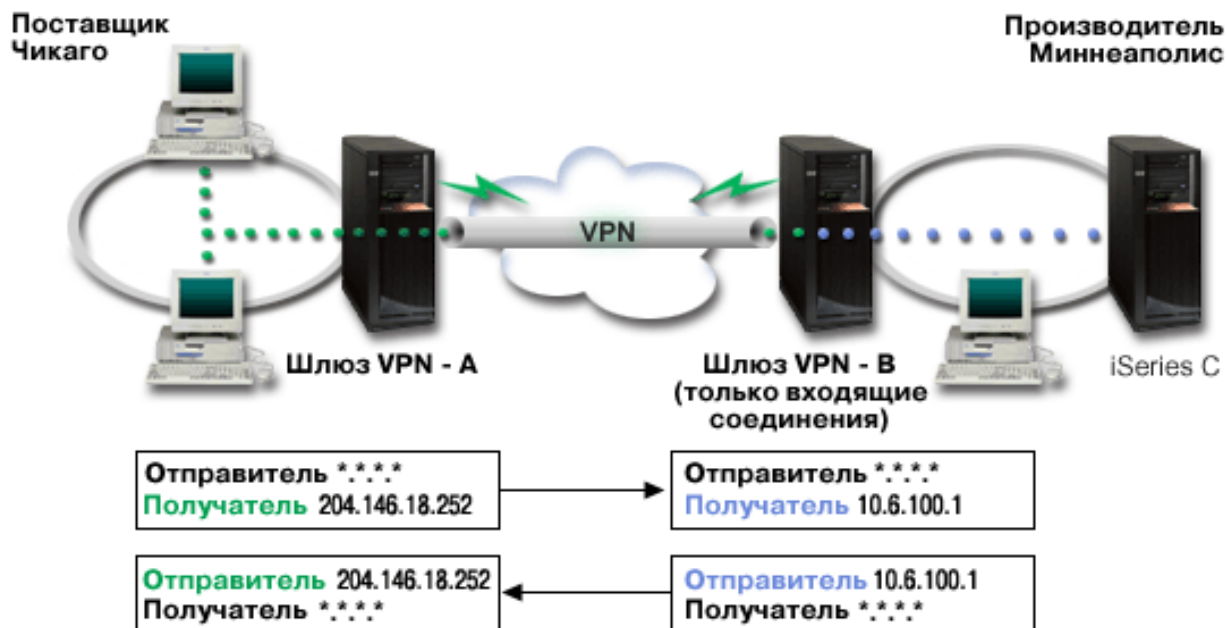 Поставщик
Чикаго
Производитель
Миннеаполис
VPN
Шлюз VPN - A
Шлюз VPN - B
(только входящие
соединения)
iSeries C
Отправитель *.*.*.*
Получатель 204.146.18.252
Отправитель *.*.*.*
Получатель 10.6.100.1
Отправитель 204.146.18.252
Получатель *.*.*.*
Отправитель 10.6.100.1
Получатель *.*.*.*